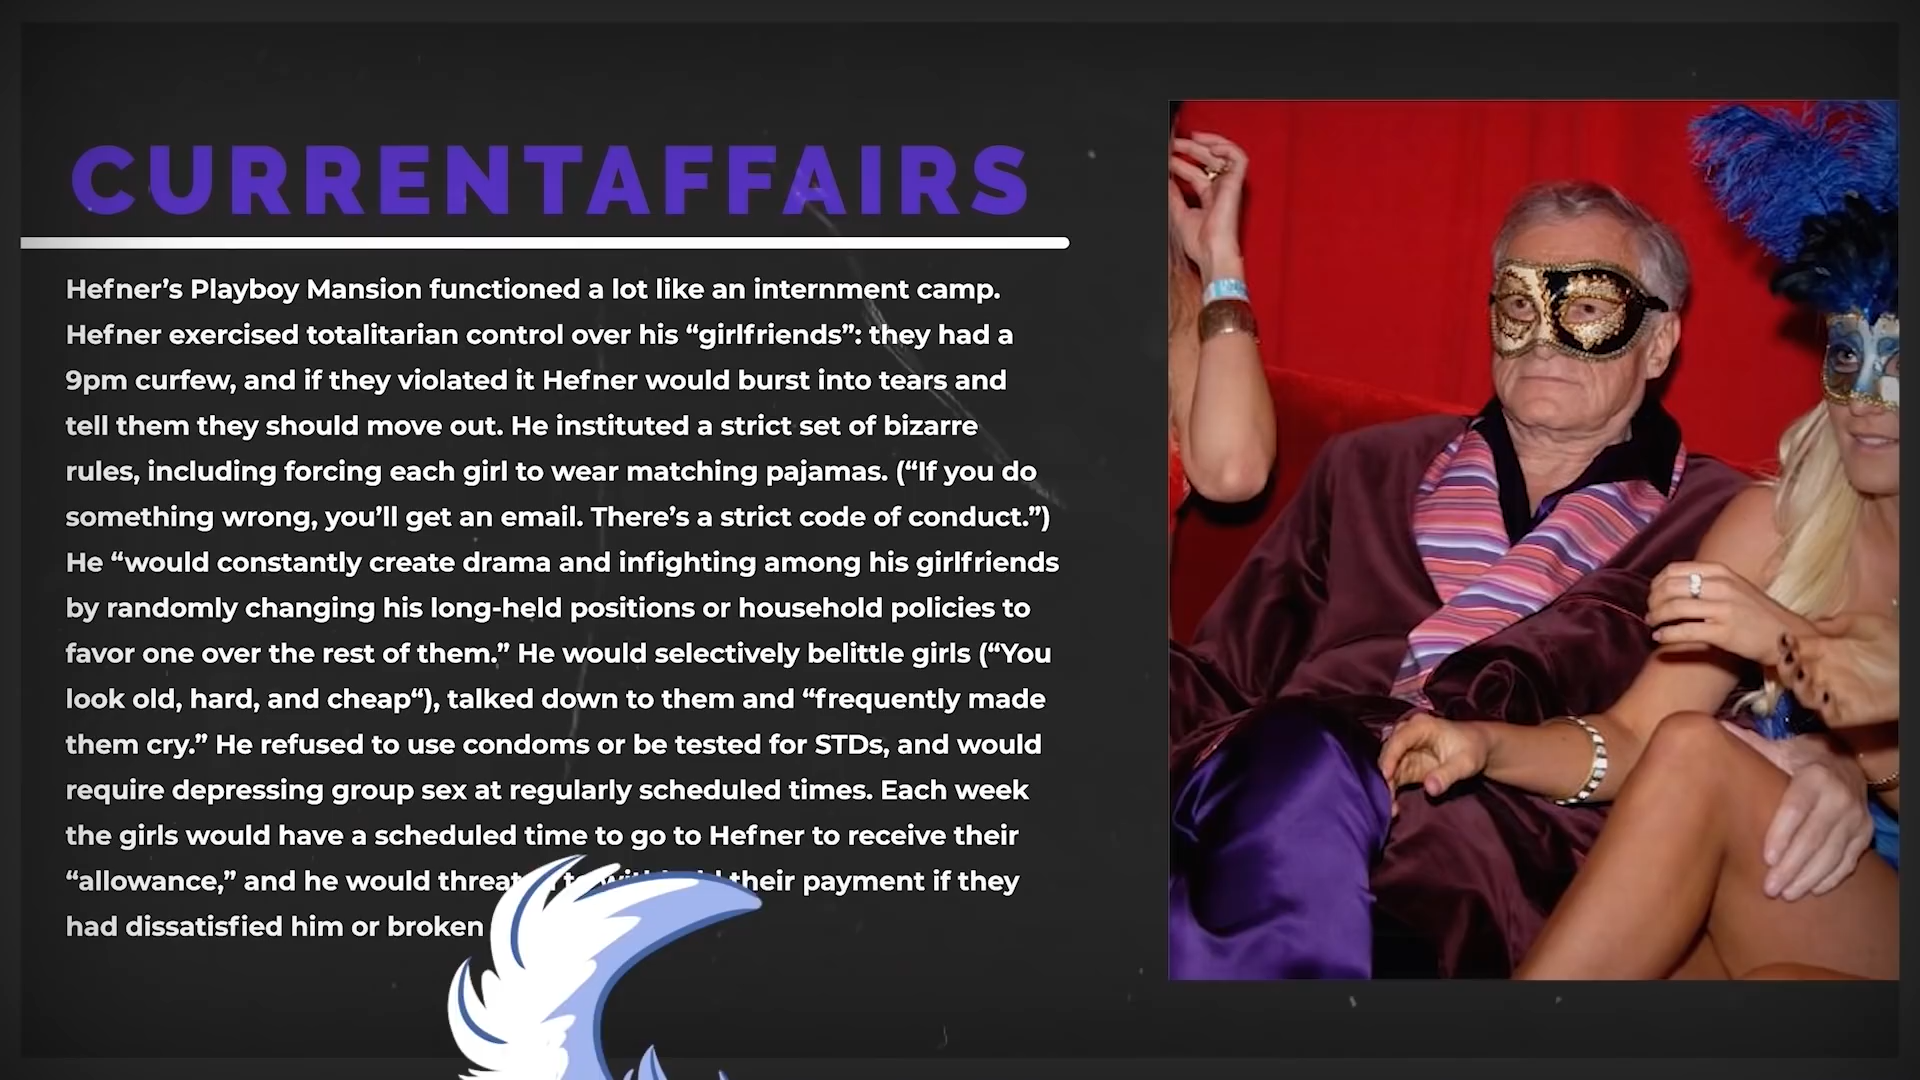 CURRENTAFFAIRS
Hefner’s Playboy Mansion functioned a lot like an internment camp.
Hefner exercised totalitarian control over his “girlfriends”: they had a
9pm curfew, and if they violated it Hefner would burst into tears and
tell them they should move out. He instituted a strict set of bizarre
rules, including forcing each girl to wear matching pajamas. (“If you do
something wrong, you’ll get an email. There’s a strict code of conduct.”)
He “would constantly create drama and infighting among his girlfriends
by randomly changing his long-held positions or household policies to
favor one over the rest of them.” He would selectively belittle girls (“You
look old, hard, and cheap“), talked down to them and “frequently made
them cry.” He refused to use condoms or be tested for STDs, and would
require depressing group sex at regularly scheduled times. Each week
the girls would have a scheduled time to go to Hefner to receive their
“allowance,” and he would their payment if they
had dissatisfied him or broken